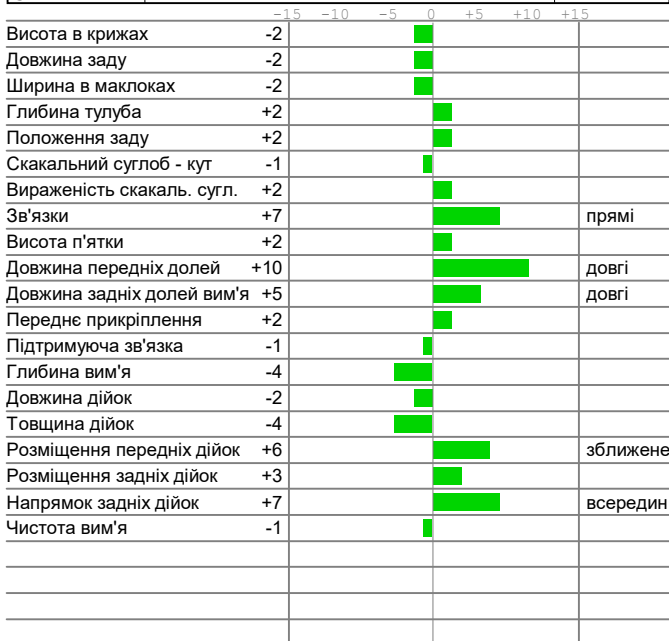 -15 -10 -5 0 +5 +10 +15
Висота в крижах -2
Довжина заду -2
Ширина в маклоках -2
Глибина тулуба +2
Положення заду +2
Скакальний суглоб - кут -1
Вираженість скакаль. сугл. +2
Зв'язки +7 прямі
Висота п'ятки +2
Довжина передніх долей +10 довгі
Довжина задніх долей вим'я +5 довгі
Переднє прикріплення +2
Підтримуюча зв'язка -1
Глибина вим'я -4
Довжина дійок -2
Товщина дійок -4
Розміщення передніх дійок +6 зближене
Розміщення задніх дійок +3
Напрямок задніх дійок +7 всередин
Чистота вим'я -1